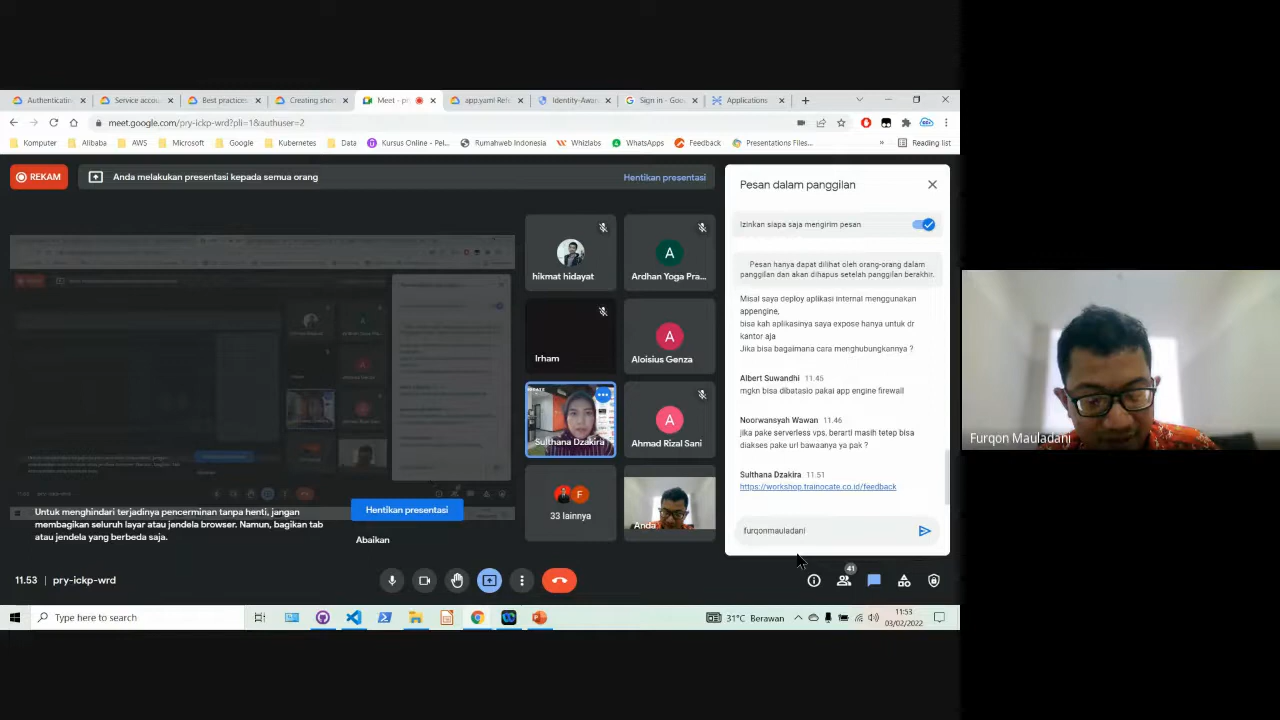 Authenticatin
Service accou
Best practices
Creating shor
Meet - pr
app.yaml Refe
Identity-Awar
Sign in - Goo
Applications
meet.google.com/pry-ickp-wrd?pli=1&authuser=2
Komputer
Alibaba
AWS
Microsoft
Google
Kubernetes
Data
Kursus Online - Pel...
Rumahweb Indonesia
Whizlabs
WhatsApps
Feedback
Presentations Files...
»
Reading list
REKAM
Anda melakukan presentasi kepada semua orang
Hentikan presentasi
hikmat hidayat
A
Ardhan Yoga Pra...
Irham
A
Aloisius Genza
Sulthana Dzakira
A
Ahmad Rizal Sani
F
33 lainnya
Anda
Untuk menghindari terjadinya pencerminan tanpa henti, jangan
membagikan seluruh layar atau jendela browser. Namun, bagikan tab
atau jendela yang berbeda saja.
Hentikan presentasi
Abaikan
Pesan dalam panggilan
Izinkan siapa saja mengirim pesan
Pesan hanya dapat dilihat oleh orang-orang dalam
panggilan dan akan dihapus setelah panggilan berakhir.
Misal saya deploy aplikasi internal menggunakan
appengine,
bisa kah aplikasinya saya expose hanya untuk dr
kantor aja
Jika bisa bagaimana cara menghubungkannya ?
Albert Suwandhi 11.45
mgkn bisa dibatasio pakai app engine firewall
Noorwansyah Wawan 11.46
jika pake serverless vps, berarti masih tetep bisa
diakses pake url bawaanya ya pak ?
Sulthana Dzakira 11.51
https://workshop.trainocate.co.id/feedback
furqonmauladani
11.53
pry-ickp-wrd
41
Type here to search
31°C Berawan
11:53
03/02/2022
Furqon Mauladani